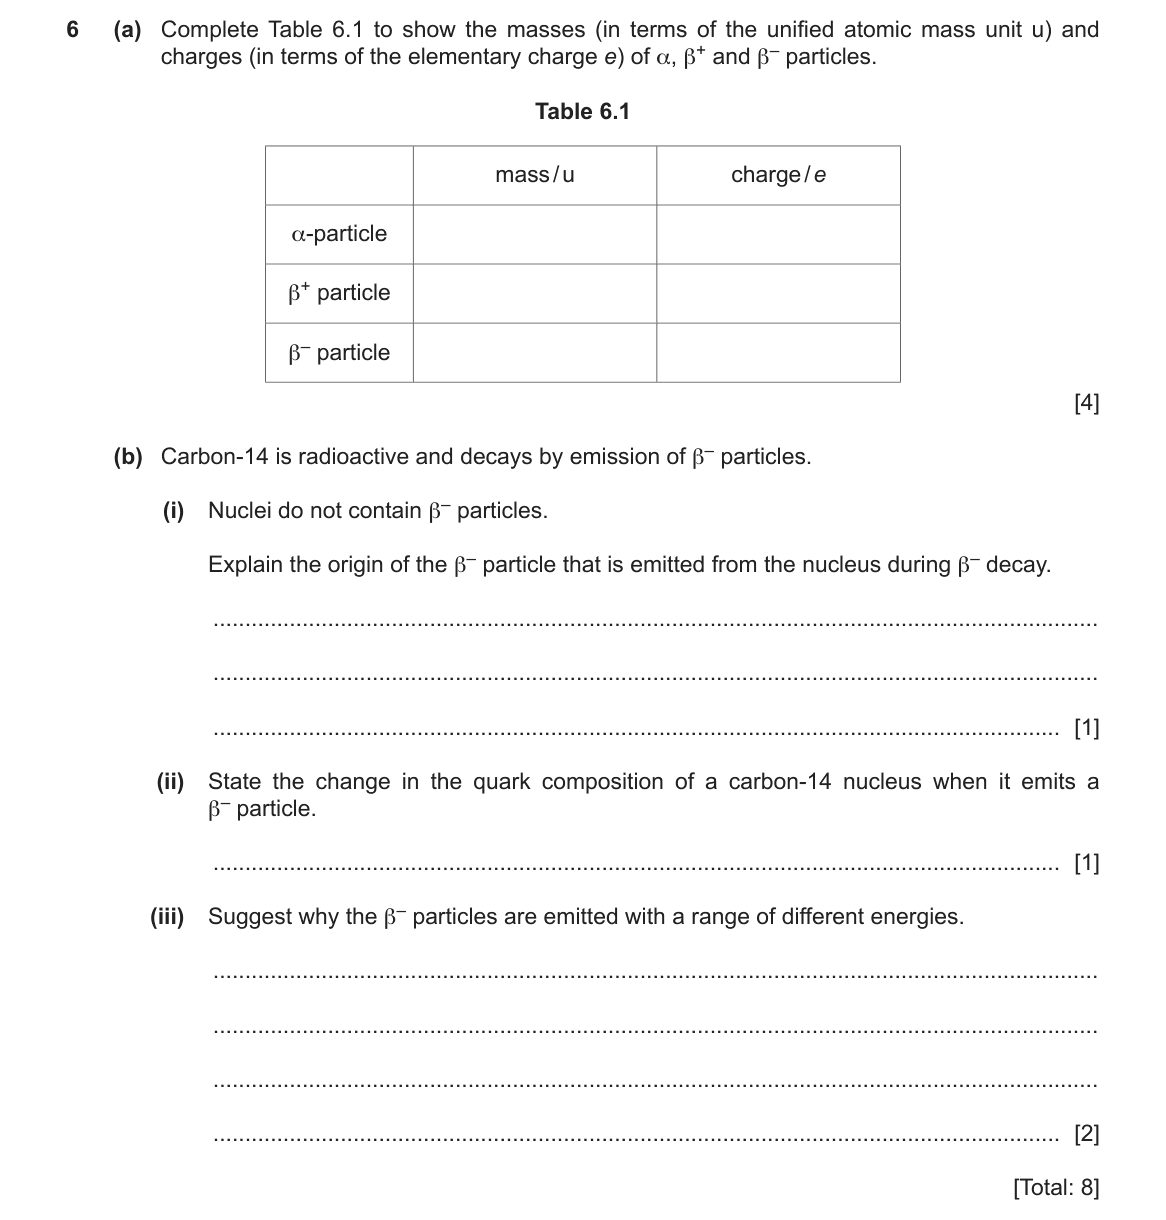 6 (a) Complete Table 6.1 to show the masses (in terms of the unified atomic mass unit u) and
charges (in terms of the elementary charge e) of α, β⁺ and β⁻ particles.
Table 6.1
mass / u charge / e
α-particle
β⁺ particle
β⁻ particle
[4]
(b) Carbon-14 is radioactive and decays by emission of β⁻ particles.
(i) Nuclei do not contain β⁻ particles.
Explain the origin of the β⁻ particle that is emitted from the nucleus during β⁻ decay.
[1]
(ii) State the change in the quark composition of a carbon-14 nucleus when it emits a
β⁻ particle.
[1]
(iii) Suggest why the β⁻ particles are emitted with a range of different energies.
[2]
[Total: 8]